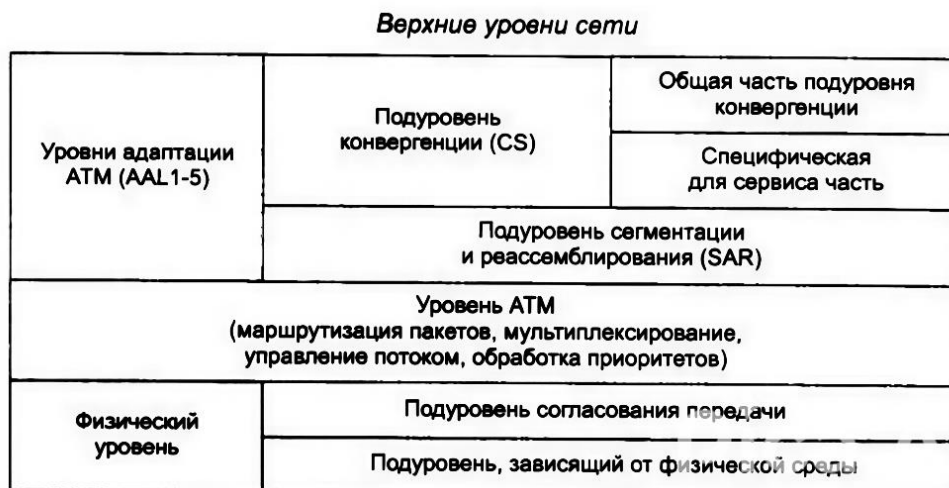 Верхние уровни сети
Уровни адаптации
ATM (AAL1-5)
Подуровень
конвергенции (CS)
Общая часть подуровня
конвергенции
Специфическая
для сервиса часть
Подуровень сегментации
и реассемблирования (SAR)
Уровень ATM
(маршрутизация пакетов, мультиплексирование,
управление потоком, обработка приоритетов)
Физический
уровень
Подуровень согласования передачи
Подуровень, зависящий от физической среды